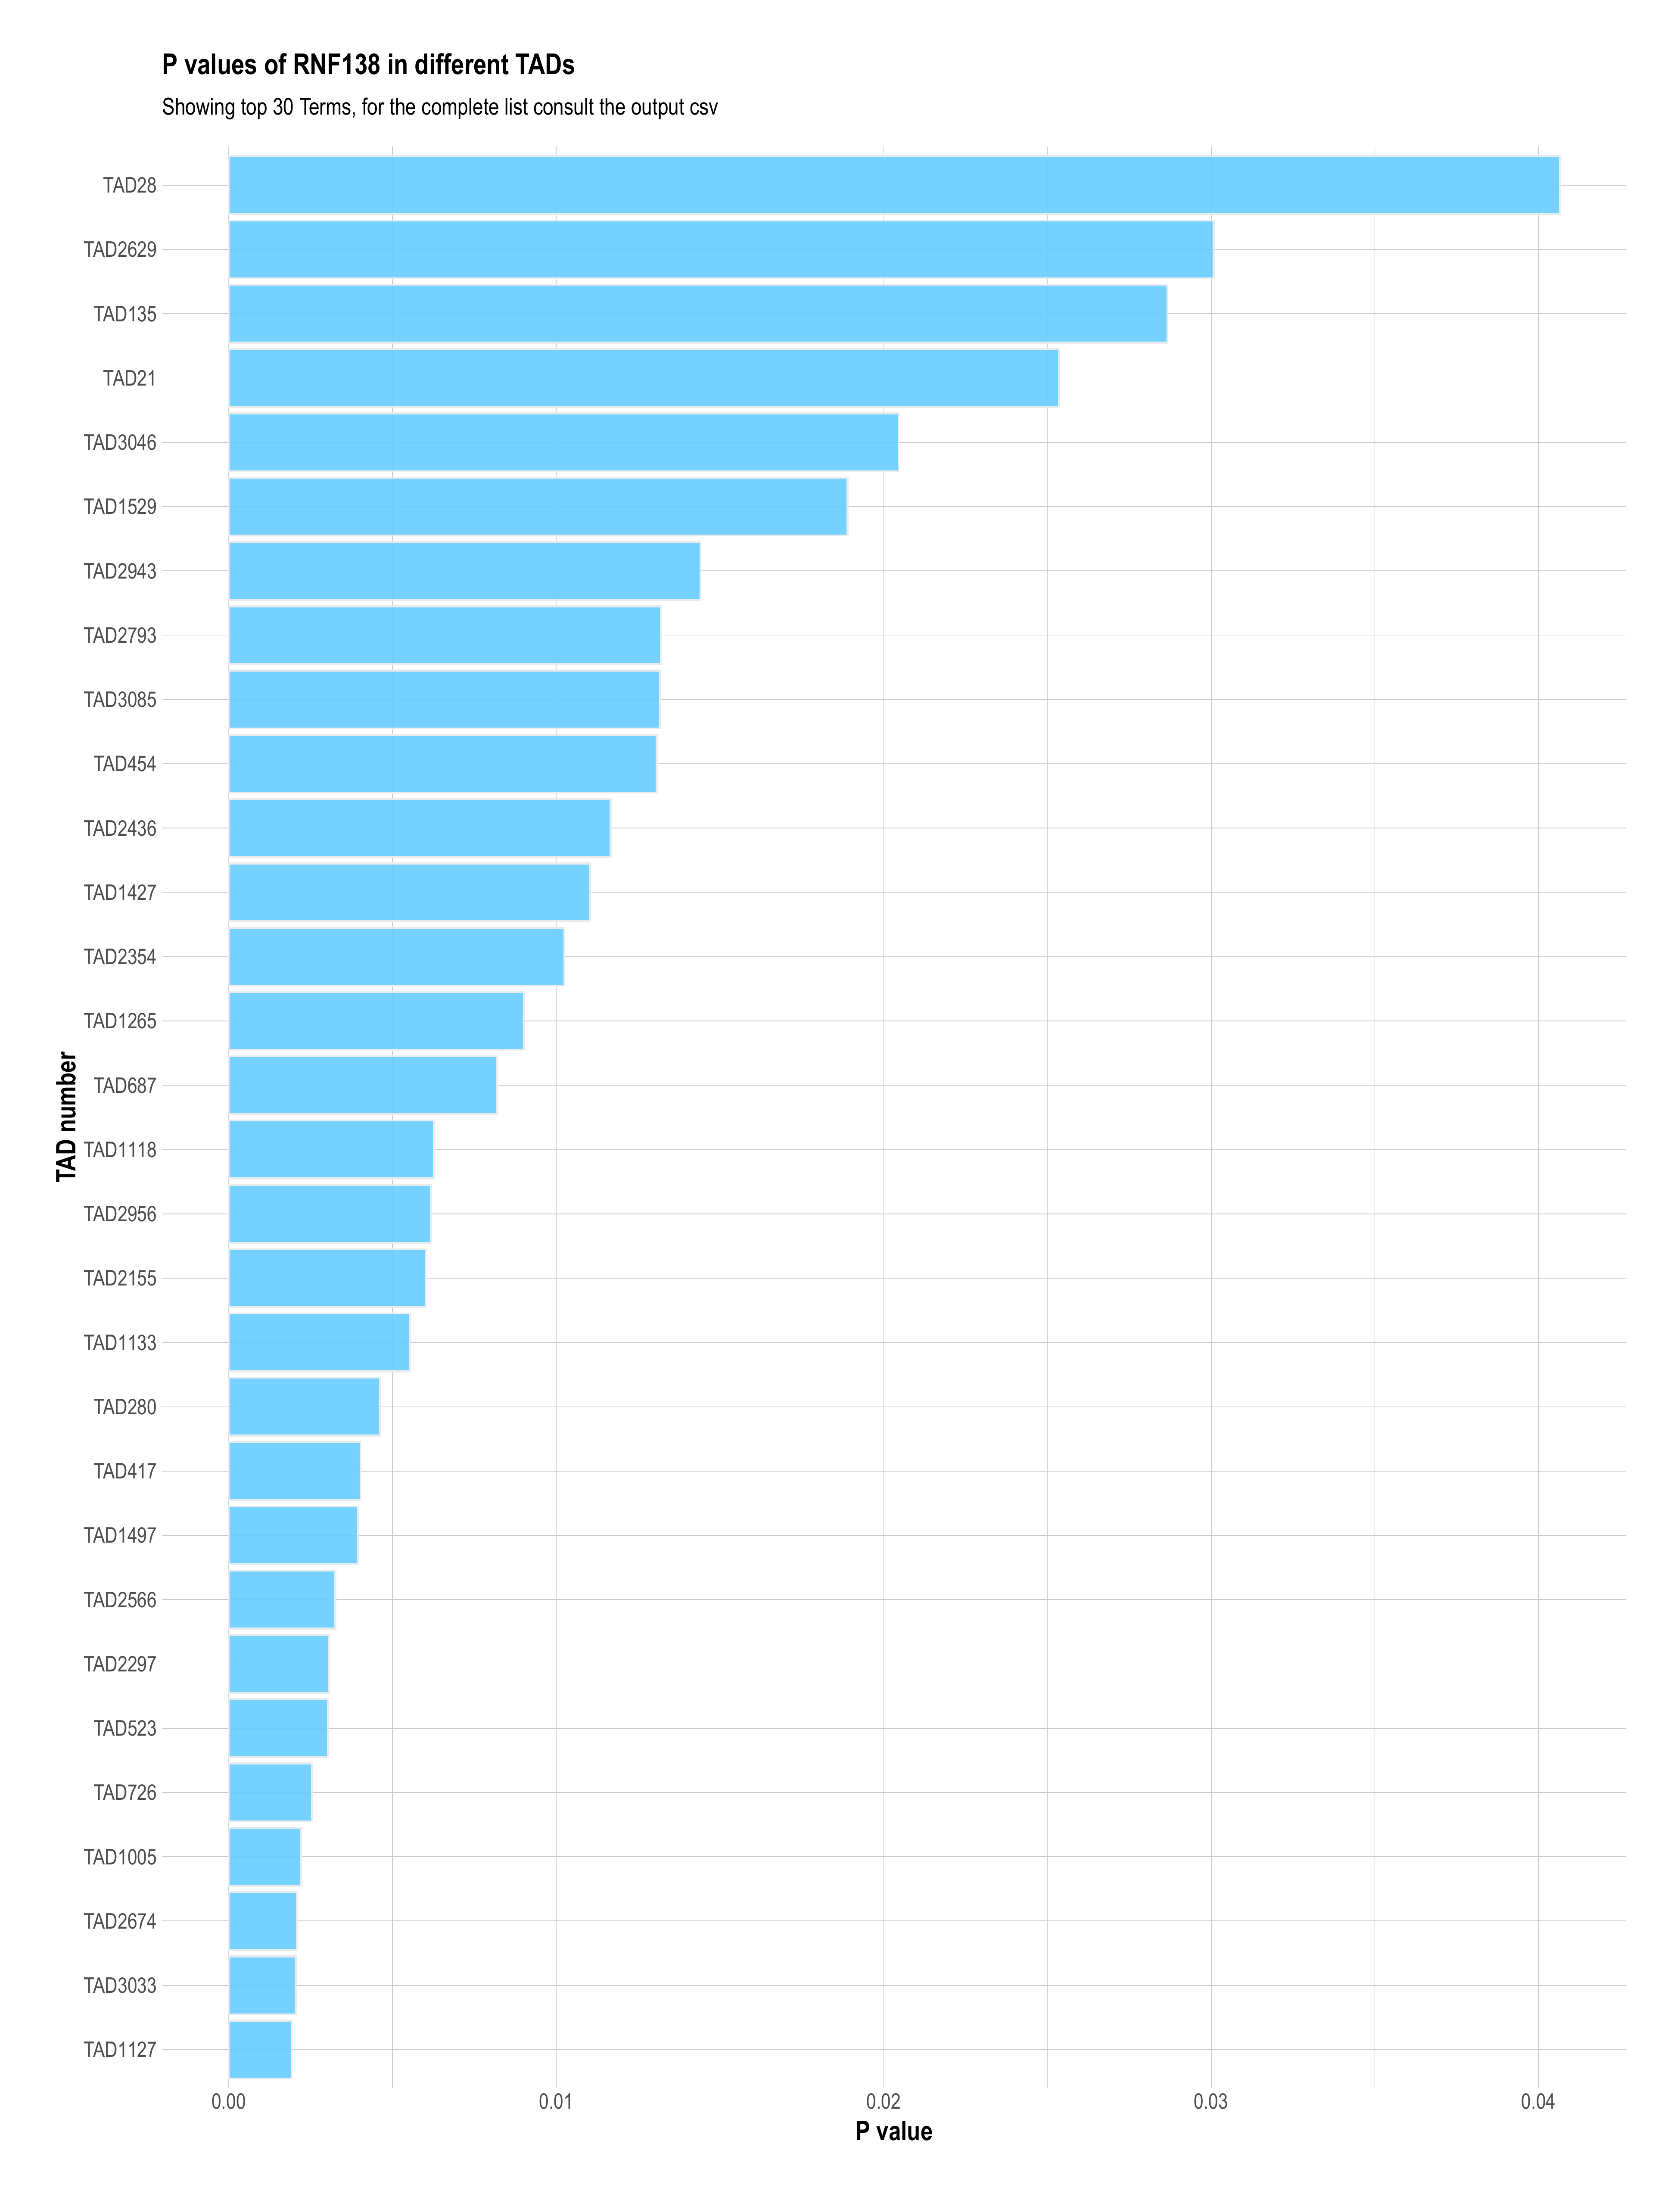 P values of RNF138 in different TADs
Showing top 30 Terms, for the complete list consult the output csv
TAD number
TAD28
TAD2629
TAD135
TAD21
TAD3046
TAD1529
TAD2943
TAD2793
TAD3085
TAD454
TAD2436
TAD1427
TAD2354
TAD1265
TAD687
TAD1118
TAD2956
TAD2155
TAD1133
TAD280
TAD417
TAD1497
TAD2566
TAD2297
TAD523
TAD726
TAD1005
TAD2674
TAD3033
TAD1127
0.00 0.01 0.02 0.03 0.04
P value